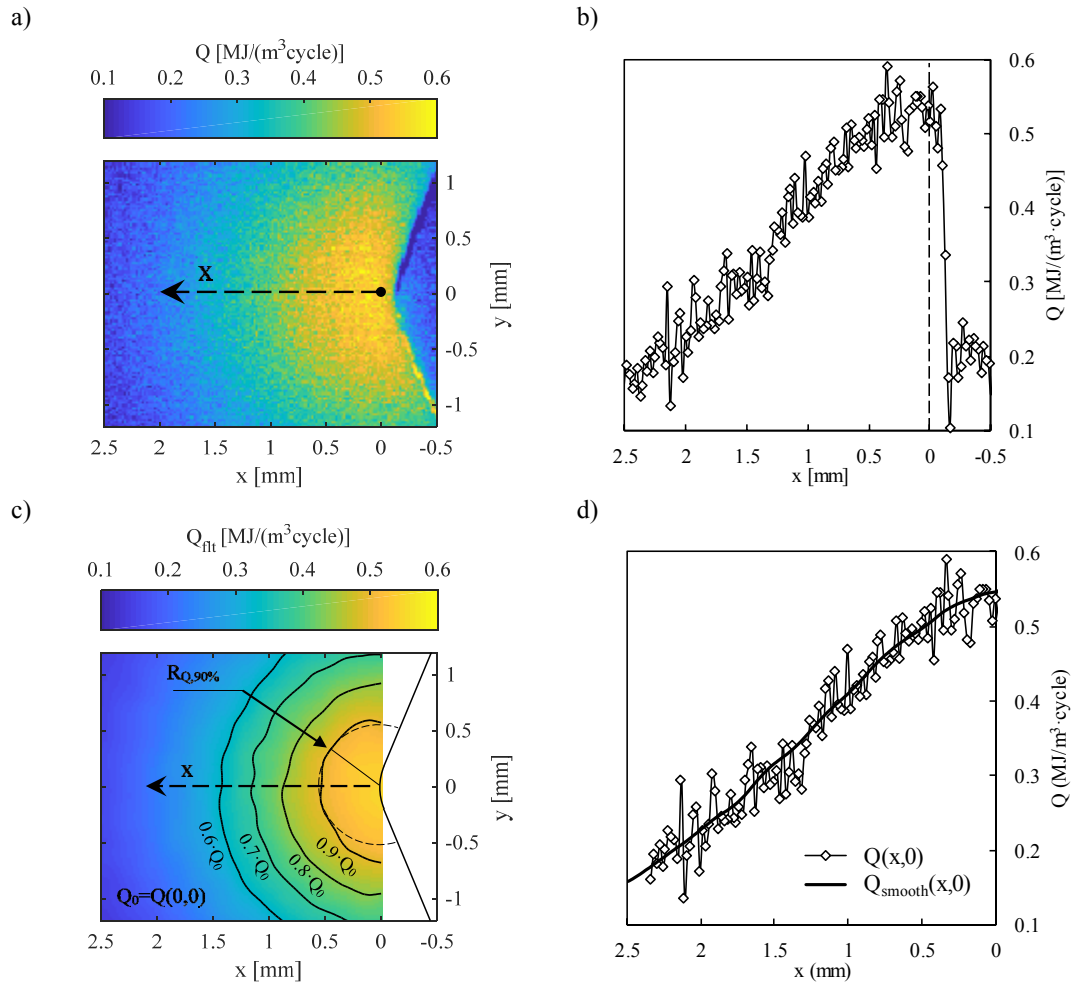 a)
Q [MJ/(m³cycle)]
0.1 0.2 0.3 0.4 0.5 0.6
X
1
0.5
0
-0.5
-1
y [mm]
2.5 2 1.5 1 0.5 0 -0.5
x [mm]
b)
0.6
0.5
0.4
0.3
0.2
0.1
Q [MJ/(m³·cycle)]
2.5 2 1.5 1 0.5 0 -0.5
x [mm]
c)
Q_flt [MJ/(m³cycle)]
0.1 0.2 0.3 0.4 0.5 0.6
R_Q,90%
x
0.6·Q₀
0.7·Q₀
0.8·Q₀
0.9·Q₀
Q₀=Q(0,0)
1
0.5
0
-0.5
-1
y [mm]
2.5 2 1.5 1 0.5 0 -0.5
x [mm]
d)
0.6
0.5
0.4
0.3
0.2
0.1
Q (MJ/m³·cycle)
Q(x,0)
Q_smooth(x,0)
2.5 2 1.5 1 0.5 0
x (mm)